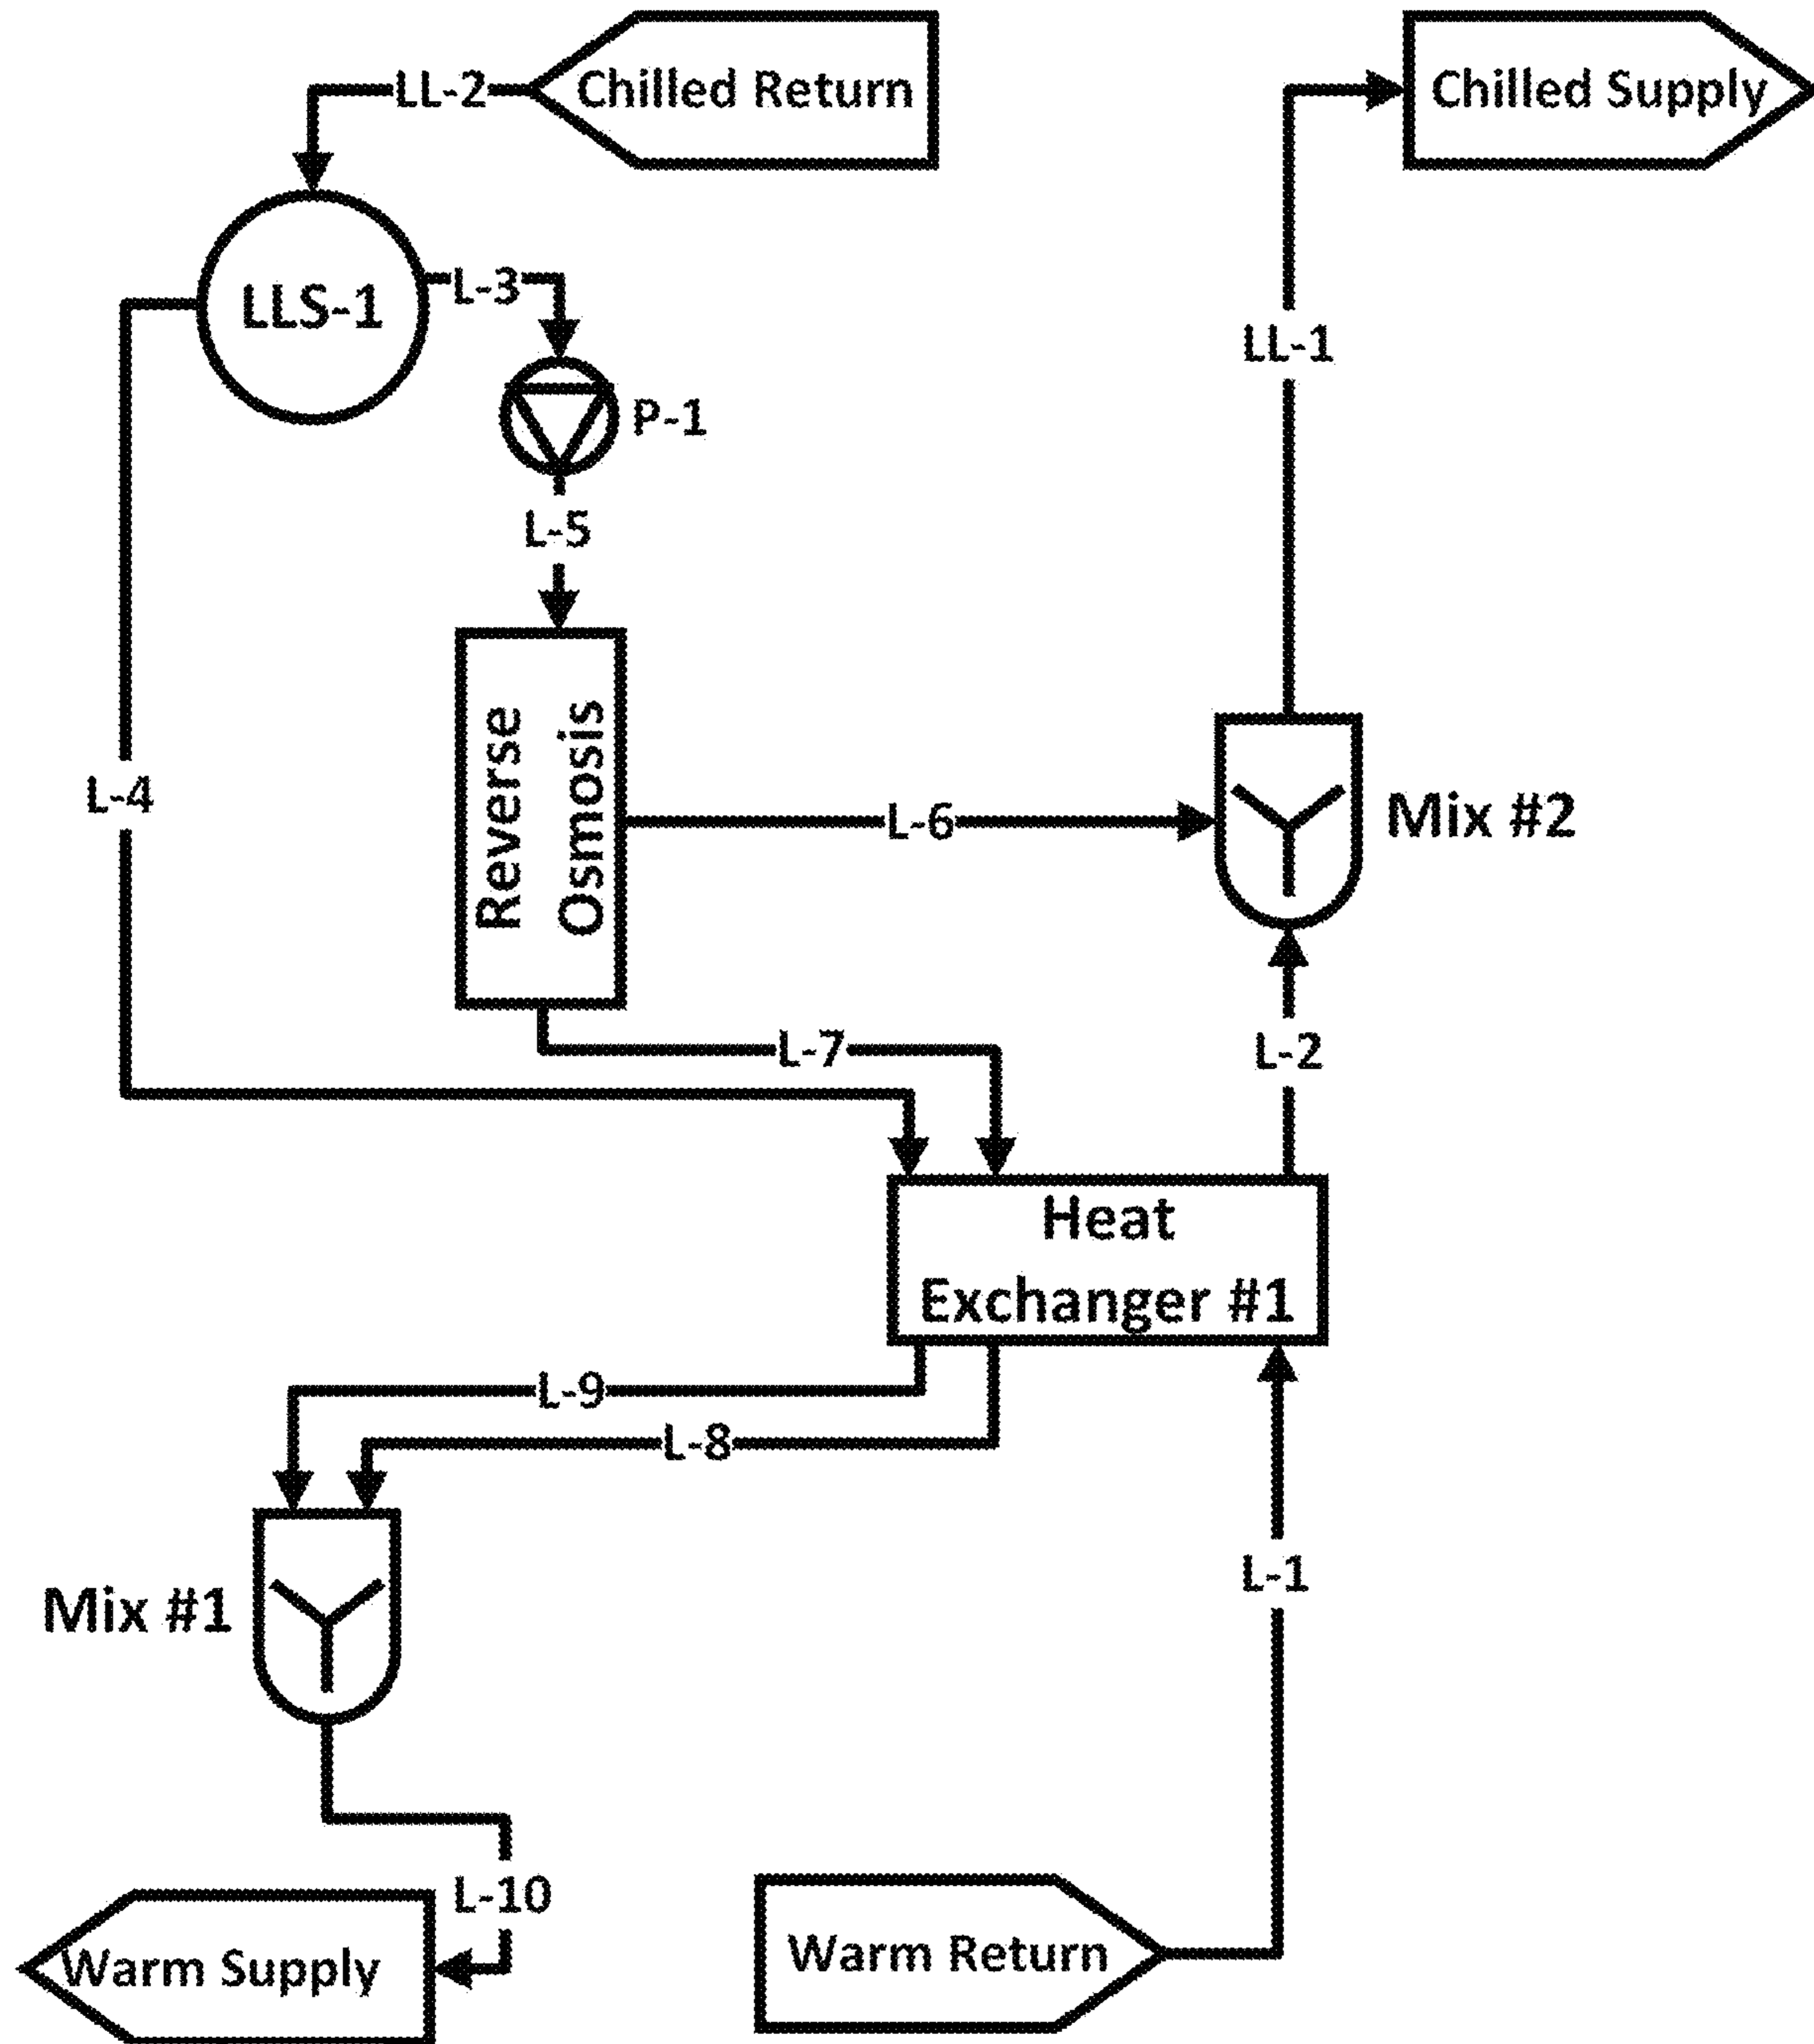 LL-2
Chilled Return
Chilled Supply
LLS-1
L-3
LL-1
P-1
L-5
L-4
Reverse
Osmosis
L-6
Mix #2
L-7
L-2
Heat
Exchanger #1
L-9
L-8
L-1
Mix #1
L-10
Warm Supply
Warm Return